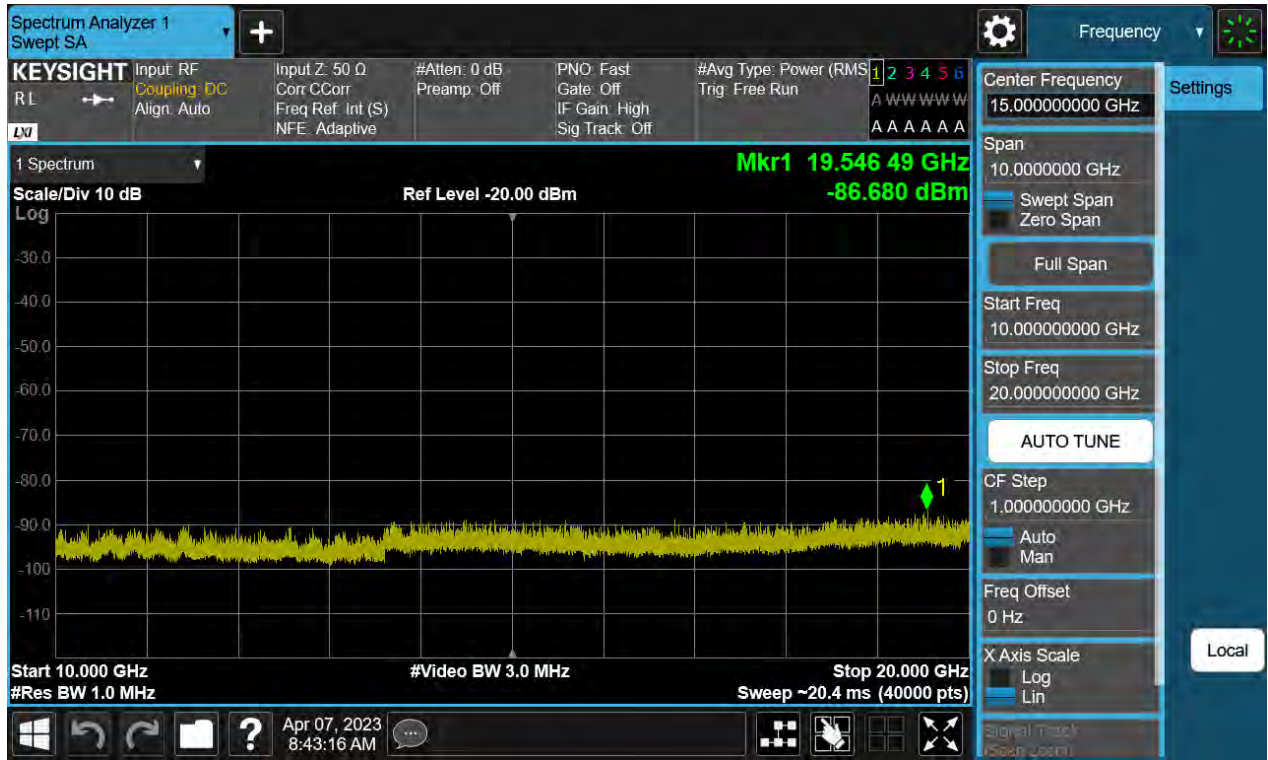 Spectrum Analyzer 1
Swept SA
Frequency
KEYSIGHT
RL
LXI
Input: RF
Coupling: DC
Align: Auto
Input Z: 50 Ω
Corr CCorr
Freq Ref: Int (S)
NFE: Adaptive
#Atten: 0 dB
Preamp: Off
PNO: Fast
Gate: Off
IF Gain: High
Sig Track: Off
#Avg Type: Power (RMS
Trig: Free Run
1 2 3 4 5 6
A W W W W W
A A A A A A
1 Spectrum
Scale/Div 10 dB
Log
Ref Level -20.00 dBm
Mkr1 19.546 49 GHz
-86.680 dBm
-30.0
-40.0
-50.0
-60.0
-70.0
-80.0
1
-90.0
-100
-110
Start 10.000 GHz
#Res BW 1.0 MHz
#Video BW 3.0 MHz
Stop 20.000 GHz
Sweep ~20.4 ms (40000 pts)
Center Frequency
15.000000000 GHz
Settings
Span
10.0000000 GHz
Swept Span
Zero Span
Full Span
Start Freq
10.000000000 GHz
Stop Freq
20.000000000 GHz
AUTO TUNE
CF Step
1.000000000 GHz
Auto
Man
Freq Offset
0 Hz
X Axis Scale
Log
Lin
Local
Signal Track
(Span Zoom)
?
Apr 07, 2023
8:43:16 AM